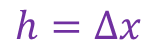 h = Δx